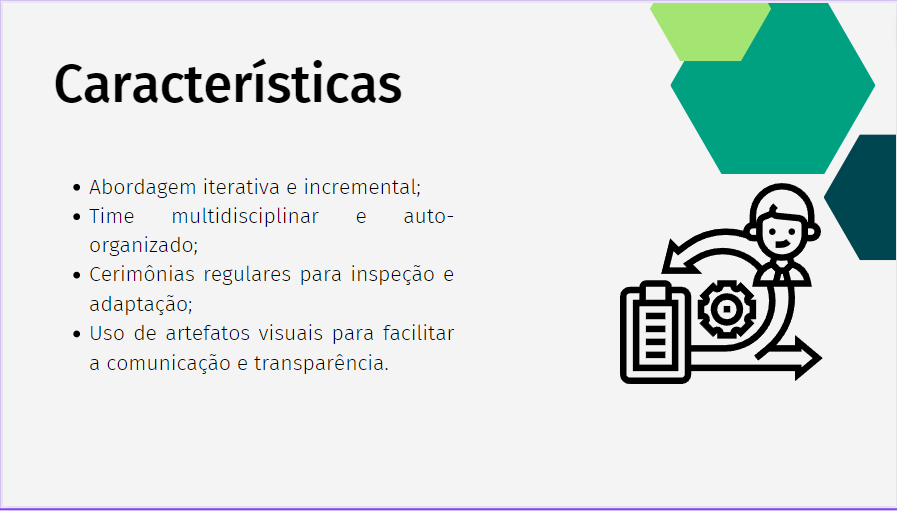 Características
• Abordagem iterativa e incremental;
• Time multidisciplinar e auto-
organizado;
• Cerimônias regulares para inspeção e
adaptação;
• Uso de artefatos visuais para facilitar
a comunicação e transparência.